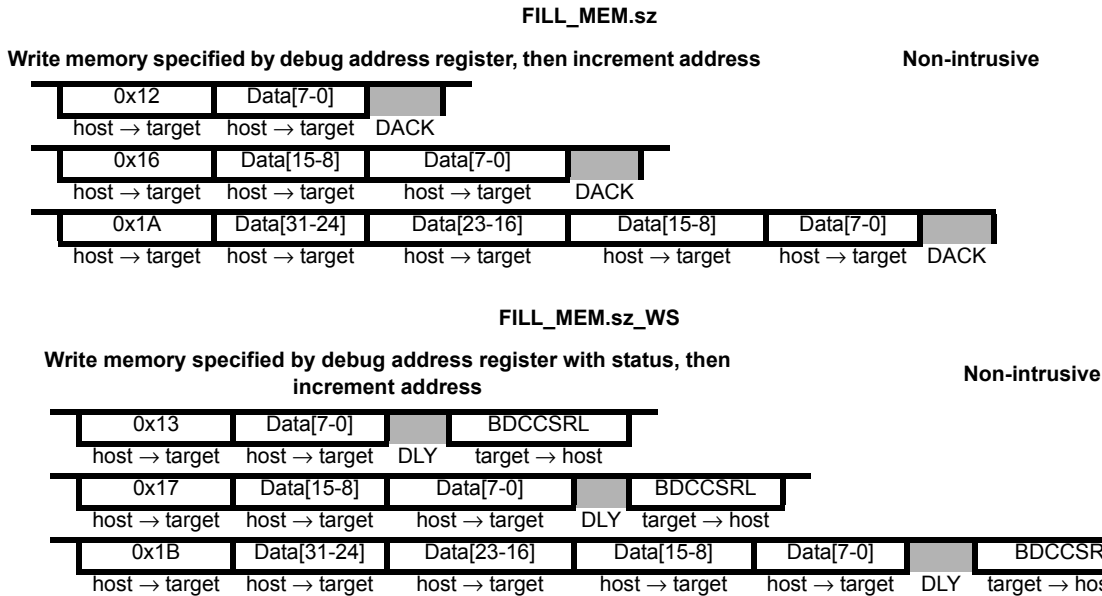 FILL_MEM.sz
Write memory specified by debug address register, then increment address Non-intrusive
0x12 Data[7-0]
host → target host → target DACK
0x16 Data[15-8] Data[7-0]
host → target host → target host → target DACK
0x1A Data[31-24] Data[23-16] Data[15-8] Data[7-0]
host → target host → target host → target host → target host → target DACK
FILL_MEM.sz_WS
Write memory specified by debug address register with status, then
increment address
Non-intrusive
0x13 Data[7-0] BDCCSRL
host → target host → target DLY target → host
0x17 Data[15-8] Data[7-0] BDCCSRL
host → target host → target host → target DLY target → host
0x1B Data[31-24] Data[23-16] Data[15-8] Data[7-0] BDCCSR
host → target host → target host → target host → target host → target DLY target → hos